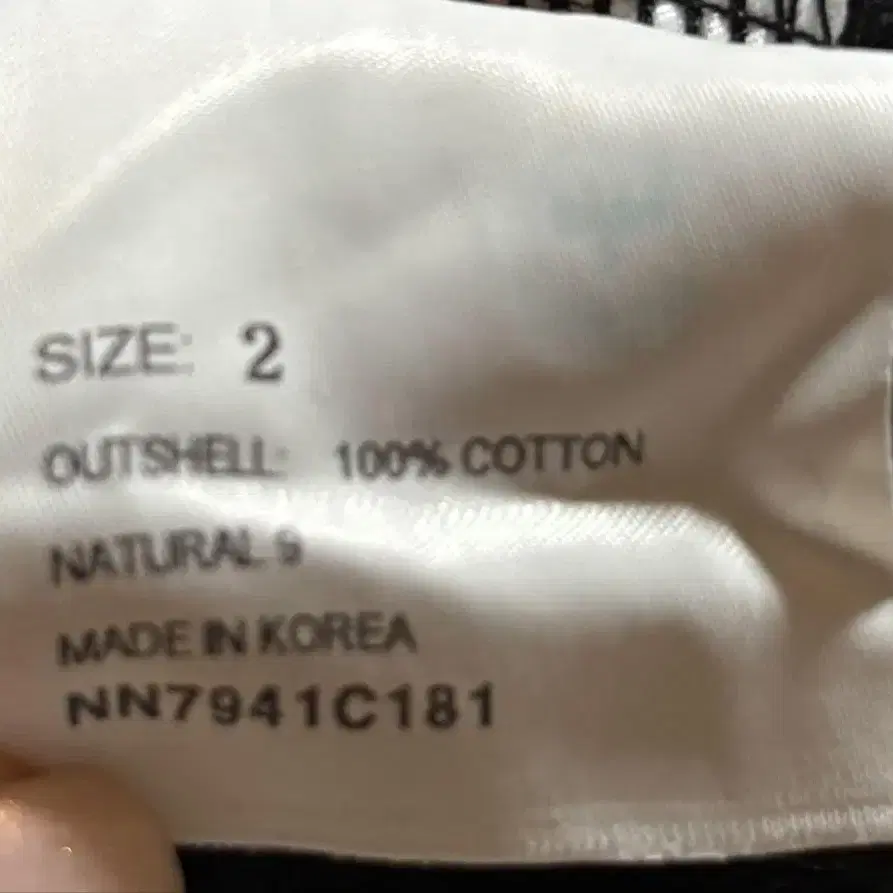 SIZE: 2
OUTSHELL: 100% COTTON
NATURAL 9
MADE IN KOREA
NN7941C181